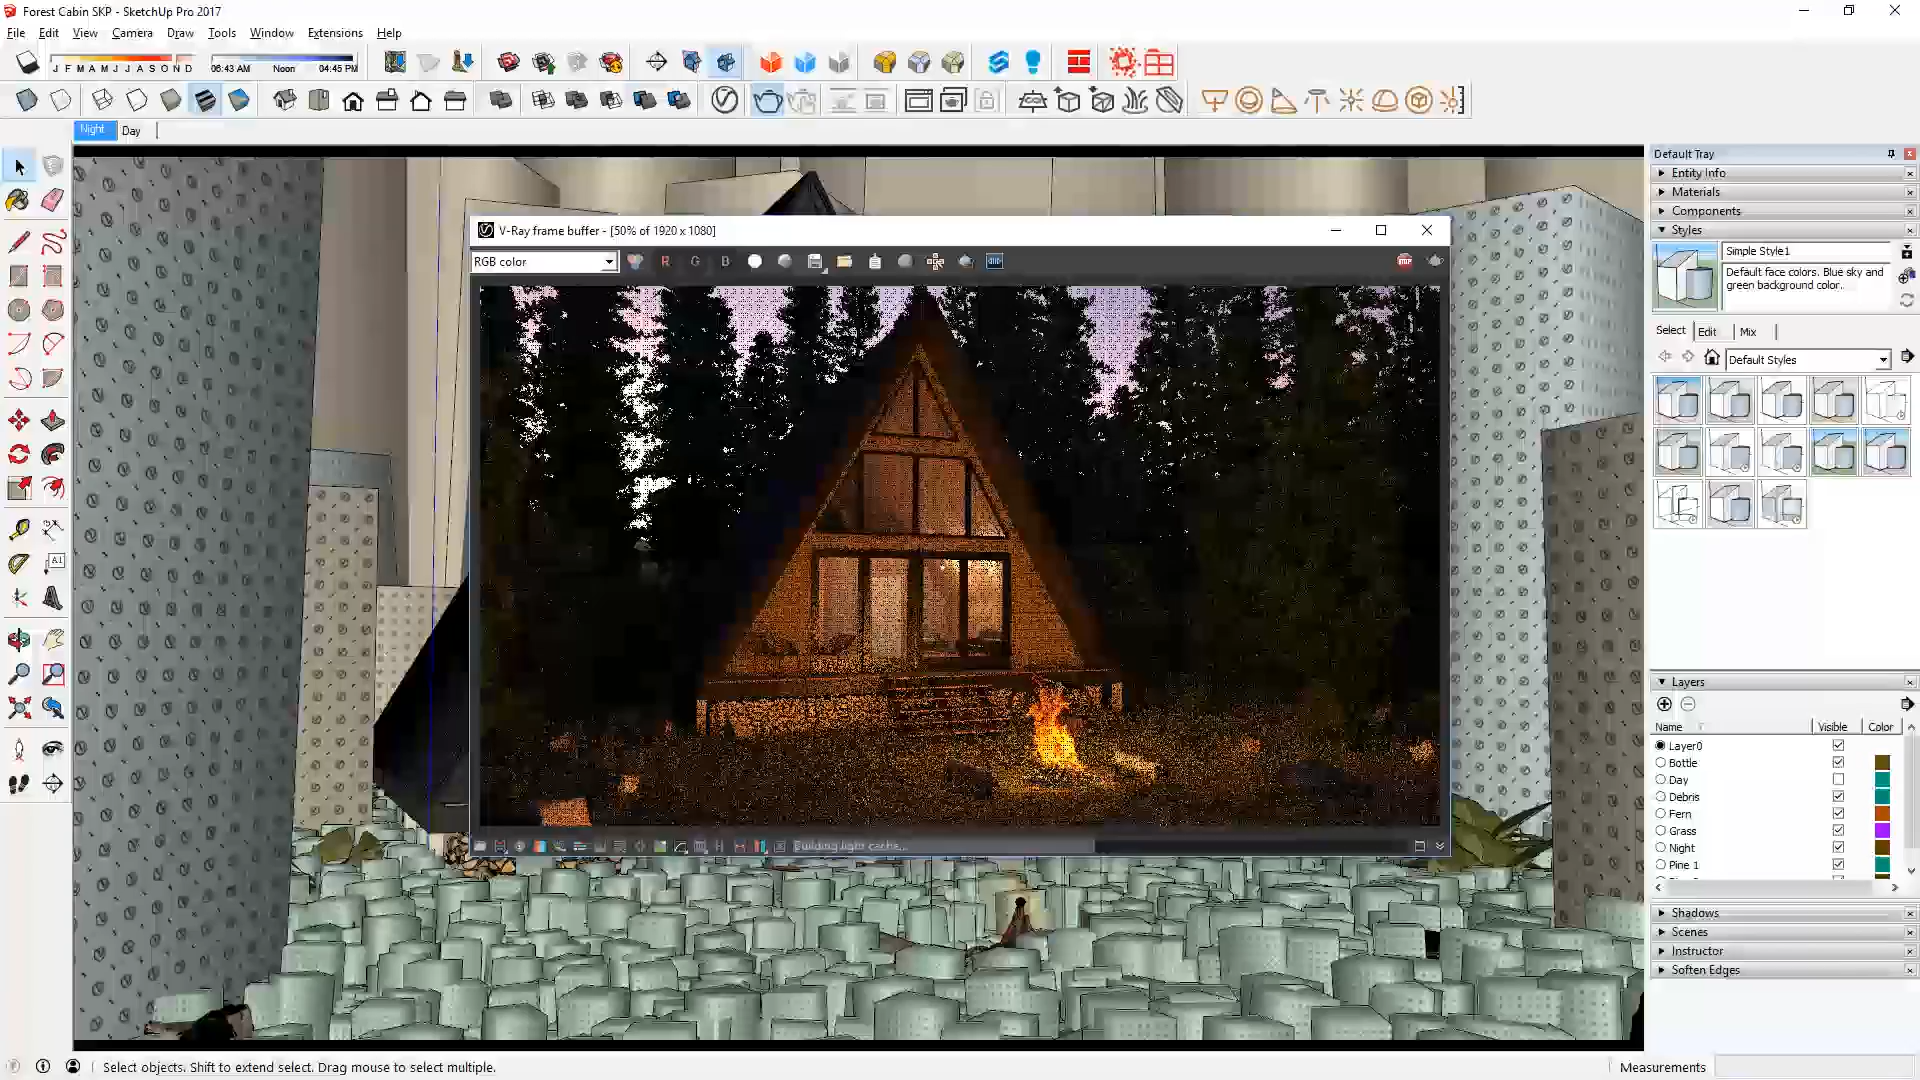 Forest Cabin SKP - SketchUp Pro 2017
File Edit View Camera Draw Tools Window Extensions Help
J F M A M J J A S O N D
06:43 AM Noon 04:45 PM
Night Day
Default Tray
Entity Info
Materials
Components
Styles
Simple Style1
Default face colors. Blue sky and
green background color.
Select Edit Mix
Default Styles
V-Ray frame buffer - [50% of 1920 x 1080]
RGB color
R G B
STOP
Building light cache...
Layers
Name Visible Color
Layer0
Bottle
Day
Debris
Fern
Grass
Night
Pine 1
Shadows
Scenes
Instructor
Soften Edges
Select objects. Shift to extend select. Drag mouse to select multiple.
Measurements